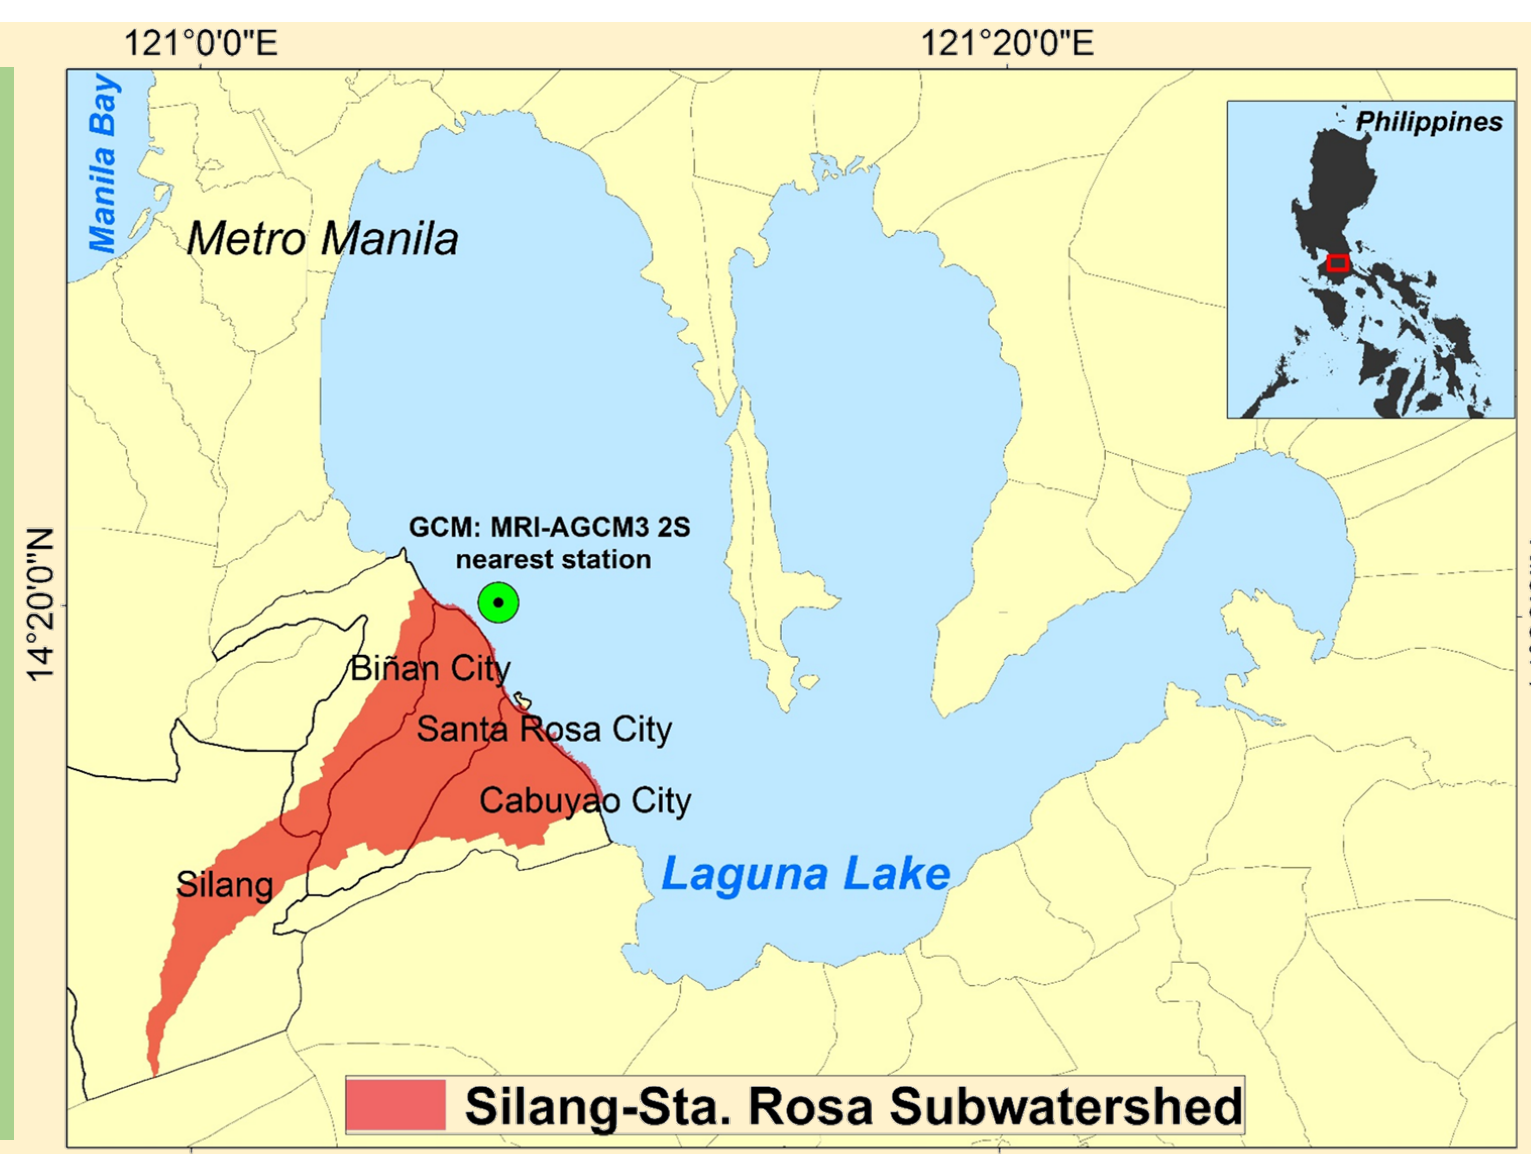 121°0'0"E
121°20'0"E
Manila Bay
Philippines
Metro Manila
GCM: MRI-AGCM3 2S
nearest station
14°20'0"N
Biñan City
Santa Rosa City
Cabuyao City
Laguna Lake
Silang
Silang-Sta. Rosa Subwatershed